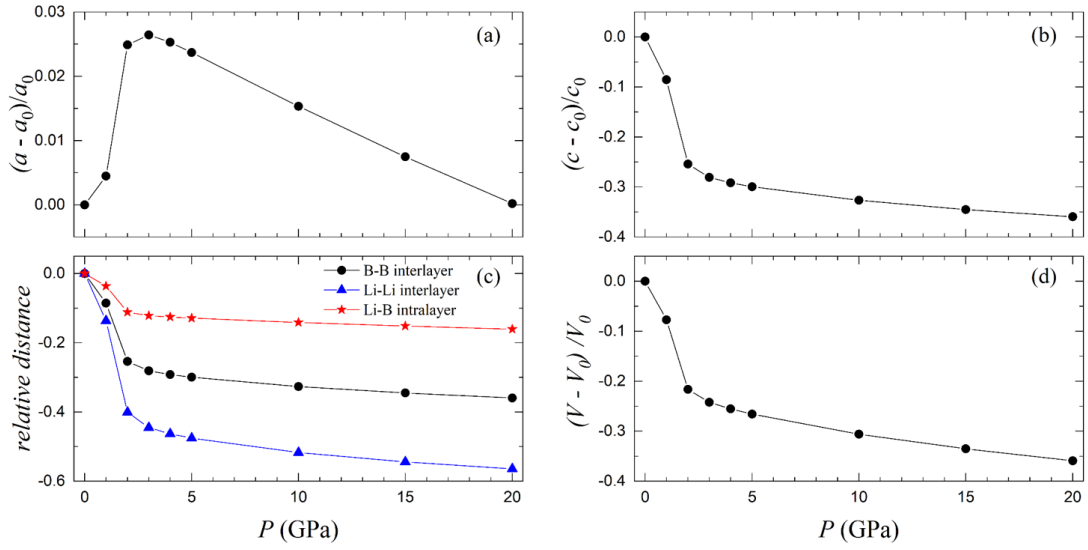 (a)
(a - a₀)/a₀
0.03
0.02
0.01
0.00
(b)
(c - c₀)/c₀
0.0
-0.1
-0.2
-0.3
-0.4
(c)
B-B interlayer
Li-Li interlayer
Li-B intralayer
relative distance
0.0
-0.2
-0.4
-0.6
0 5 10 15 20
P (GPa)
(d)
(V - V₀) /V₀
0.0
-0.1
-0.2
-0.3
-0.4
0 5 10 15 20
P (GPa)